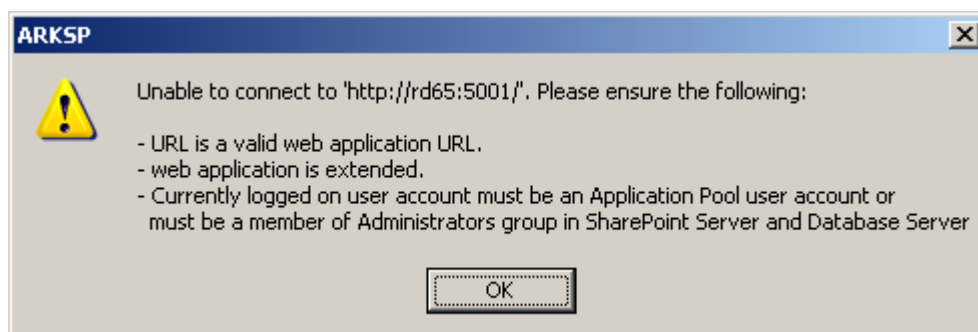 ARKSP
Unable to connect to 'http://rd65:5001/'. Please ensure the following:
- URL is a valid web application URL.
- web application is extended.
- Currently logged on user account must be an Application Pool user account or
must be a member of Administrators group in SharePoint Server and Database Server
OK